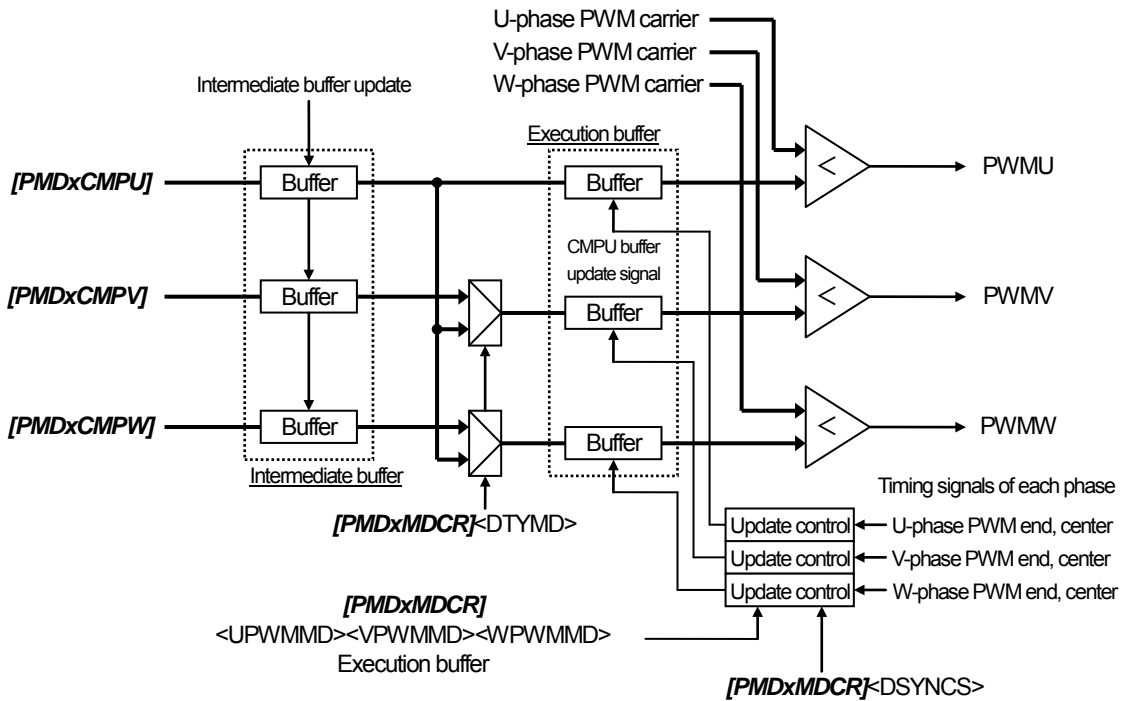 U-phase PWM carrier
V-phase PWM carrier
W-phase PWM carrier
Intermediate buffer update
Execution buffer
[PMDxCMPU]
Buffer
Buffer
<
PWMU
CMPU buffer
update signal
[PMDxCMPV]
Buffer
Buffer
<
PWMV
[PMDxCMPW]
Buffer
Buffer
<
PWMW
Intermediate buffer
Timing signals of each phase
[PMDxMDCR]<DTYMD>
Update control
U-phase PWM end, center
Update control
V-phase PWM end, center
Update control
W-phase PWM end, center
[PMDxMDCR]
<UPWMMD><VPWMMD><WPWMMD>
Execution buffer
[PMDxMDCR]<DSYNCS>